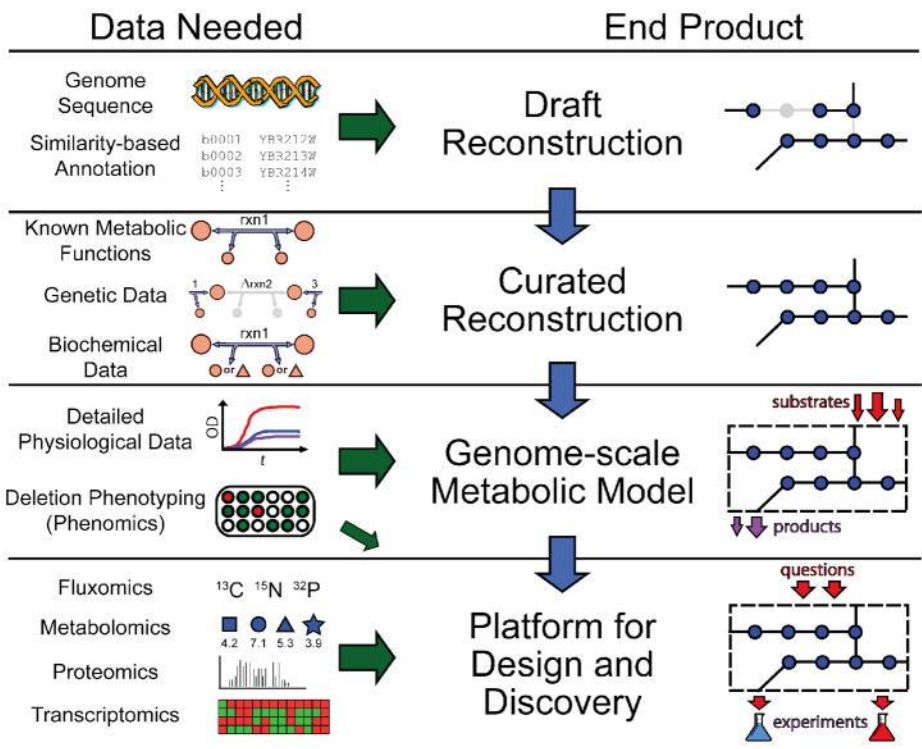 Data Needed
End Product
Genome
Sequence
Similarity-based
Annotation
b0001 YBR212W
b0002 YBR213W
b0003 YBR214W
Draft
Reconstruction
Known Metabolic
Functions
rxn1
Genetic Data
1 Δrxn2 3
Biochemical
Data
rxn1
or or
Curated
Reconstruction
Detailed
Physiological Data
OD
t
Deletion Phenotyping
(Phenomics)
Genome-scale
Metabolic Model
substrates
products
Fluxomics
¹³C ¹⁵N ³²P
Metabolomics
4.2 7.1 5.3 3.9
Proteomics
Transcriptomics
Platform for
Design and
Discovery
questions
experiments